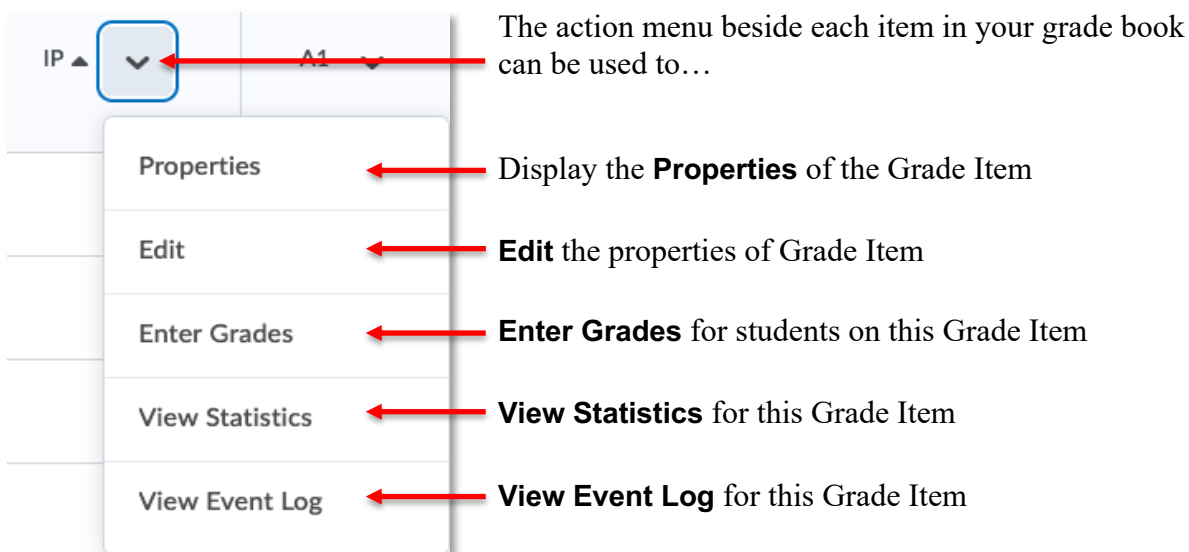 The action menu beside each item in your grade book
IP A1
can be used to…
Properties
Display the Properties of the Grade Item
Edit
Edit the properties of Grade Item
Enter Grades
Enter Grades for students on this Grade Item
View Statistics
View Statistics for this Grade Item
View Event Log
View Event Log for this Grade Item